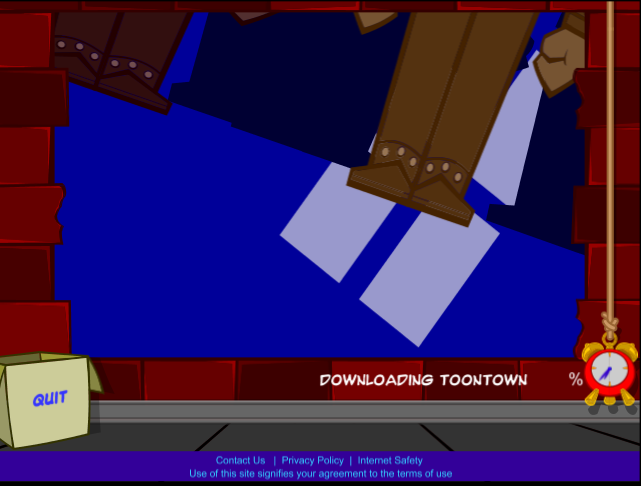 DOWNLOADING TOONTOWN %
QUIT
Contact Us | Privacy Policy | Internet Safety
Use of this site signifies your agreement to the terms of use